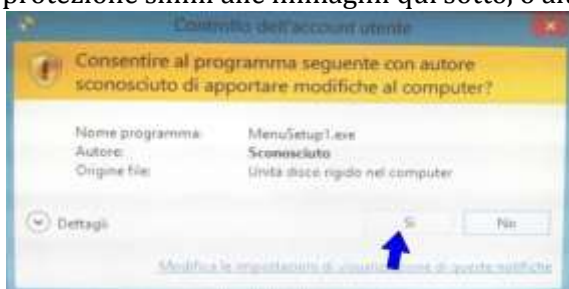 protezione simili alle immagini qui sotto, o
Controllo dell'account utente
Consentire al programma seguente con autore
sconosciuto di apportare modifiche al computer?
Nome programma: MenuSetup1.exe
Autore: Sconosciuto
Origine file: Unità disco rigido nel computer
Dettagli
Sì
No
Modifica le impostazioni di visualizzazione di queste notifiche